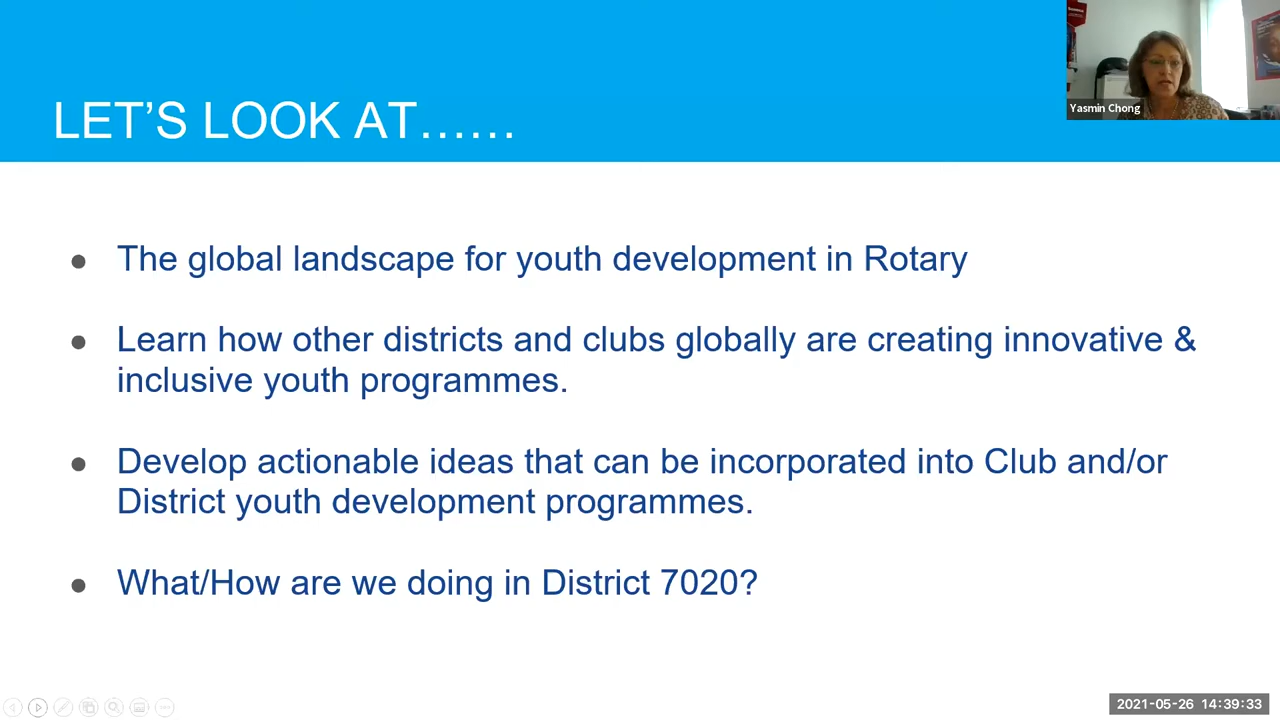 LET’S LOOK AT……
Yasmin Chong
● The global landscape for youth development in Rotary
● Learn how other districts and clubs globally are creating innovative &
inclusive youth programmes.
● Develop actionable ideas that can be incorporated into Club and/or
District youth development programmes.
● What/How are we doing in District 7020?
2021-05-26 14:39:33